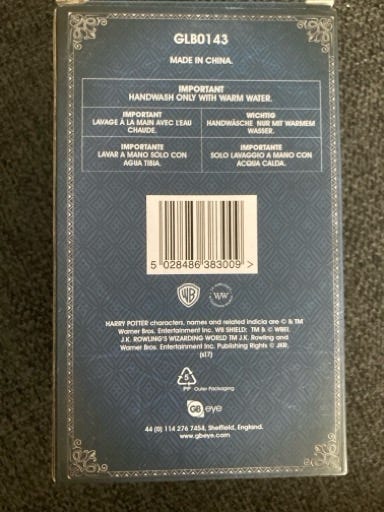 GLB0143
MADE IN CHINA.
IMPORTANT
HANDWASH ONLY WITH WARM WATER.
IMPORTANT
LAVAGE À LA MAIN AVEC L'EAU
CHAUDE.
WICHTIG
HANDWÄSCHE NUR MIT WARMEM
WASSER.
IMPORTANTE
LAVAR A MANO SOLO CON
AGUA TIBIA.
IMPORTANTE
SOLO LAVAGGIO A MANO CON
ACQUA CALDA.
5 028486 383009 >
WB
WW
HARRY POTTER characters, names and related indicia are © & TM
Warner Bros. Entertainment Inc. WB SHIELD: TM & © WBEI.
J.K. ROWLING'S WIZARDING WORLD TM J.K. Rowling and
Warner Bros. Entertainment Inc. Publishing Rights © JKR.
(s17)
5
PP Outer Packaging
GB eye
44 (0) 114 276 7454, Sheffield, England.
www.gbeye.com